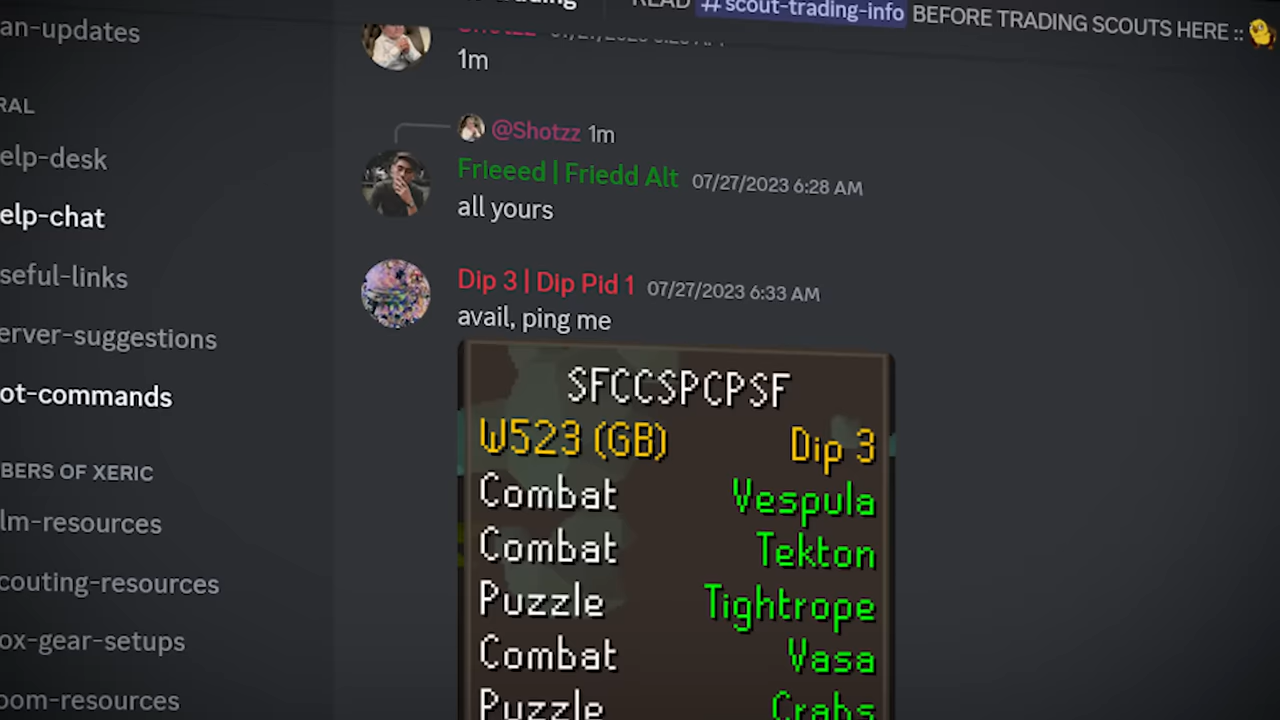 an-updates
RAL
elp-desk
elp-chat
seful-links
erver-suggestions
ot-commands
BERS OF XERIC
lm-resources
couting-resources
ox-gear-setups
oom-resources
READ # scout-trading-info BEFORE TRADING SCOUTS HERE ::
1m
@Shotzz 1m
Frieeed | Friedd Alt 07/27/2023 6:28 AM
all yours
Dip 3 | Dip Pid 1 07/27/2023 6:33 AM
avail, ping me
SFCCSPCPSF
W523 (GB) Dip 3
Combat Vespula
Combat Tekton
Puzzle Tightrope
Combat Vasa
Puzzle Crabs